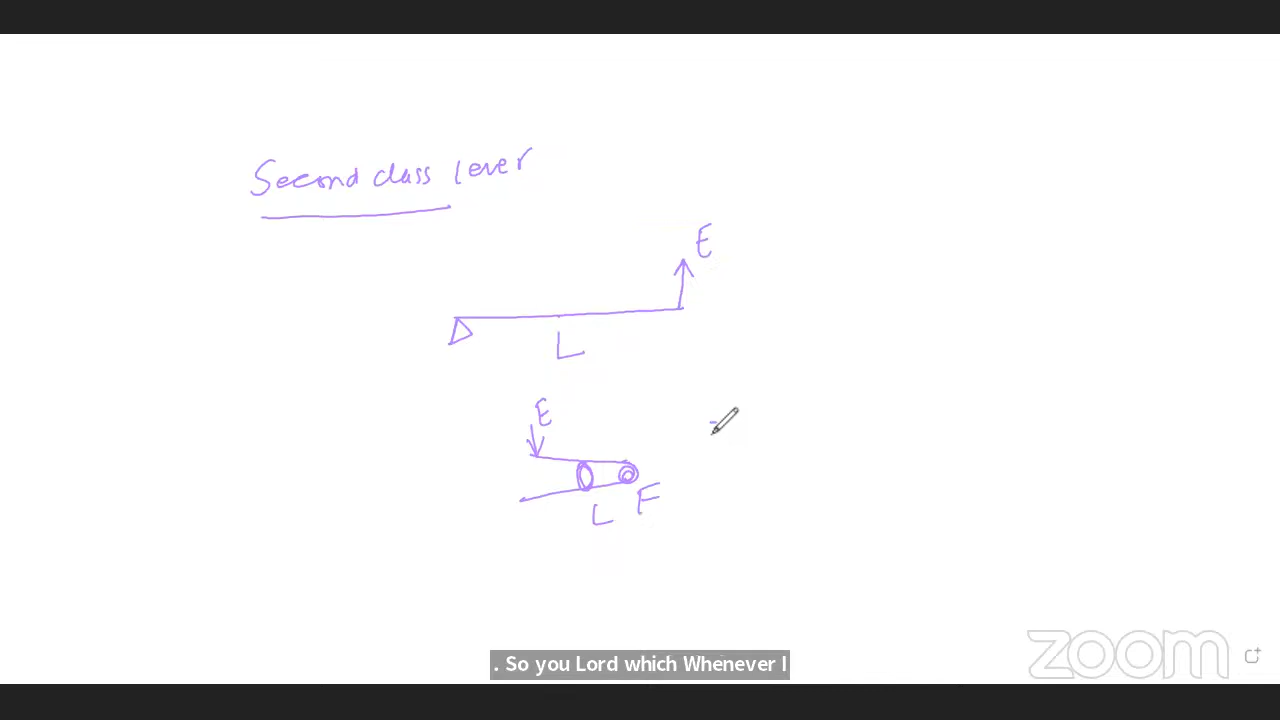 Second class lever
E
L
E
L F
. So you Lord which Whenever I
zoom